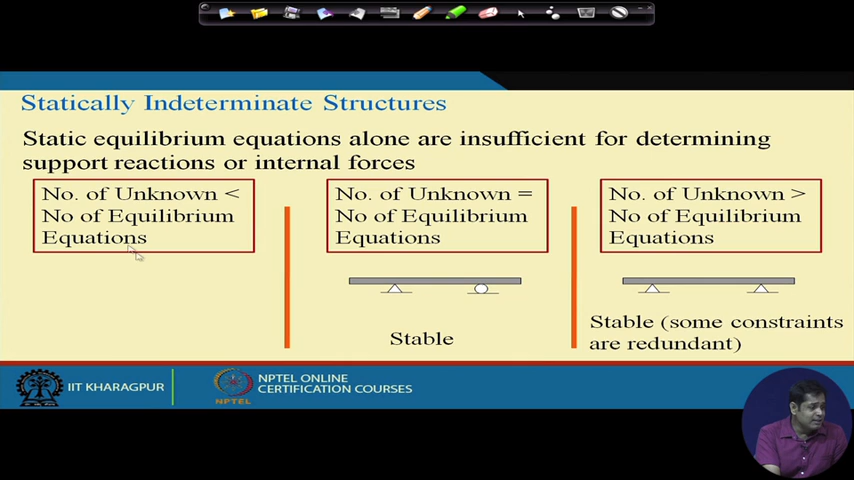 Statically Indeterminate Structures
Static equilibrium equations alone are insufficient for determining
support reactions or internal forces
No. of Unknown <
No of Equilibrium
Equations
No. of Unknown =
No of Equilibrium
Equations
No. of Unknown >
No of Equilibrium
Equations
Stable
Stable (some constraints
are redundant)
IIT KHARAGPUR
NPTEL
NPTEL ONLINE
CERTIFICATION COURSES